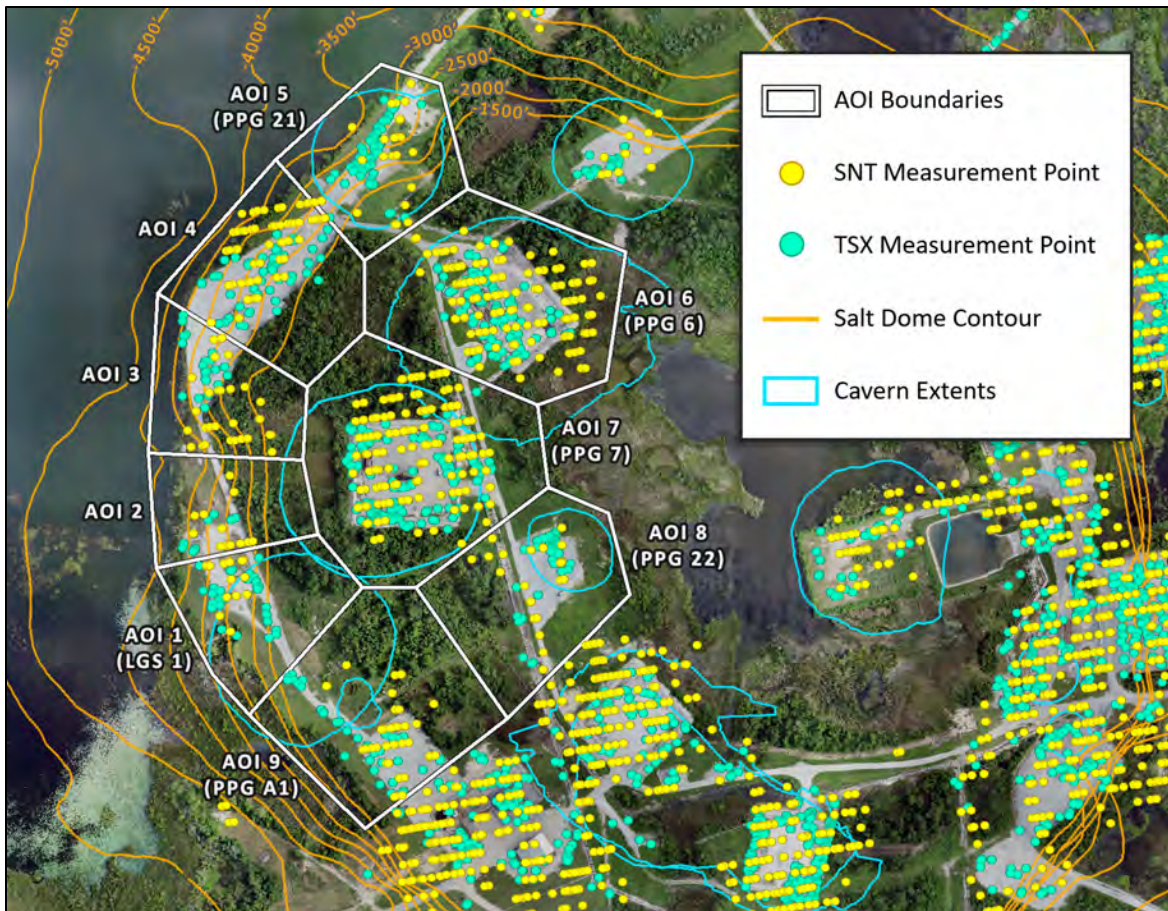 -5000'
-4500'
-4000'
-3500'
-3000'
-2500'
-2000'
-1500'
AOI 5
(PPG 21)
AOI 4
AOI 3
AOI 2
AOI 1
(LGS 1)
AOI 9
(PPG A1)
AOI 6
(PPG 6)
AOI 7
(PPG 7)
AOI 8
(PPG 22)
AOI Boundaries
SNT Measurement Point
TSX Measurement Point
Salt Dome Contour
Cavern Extents